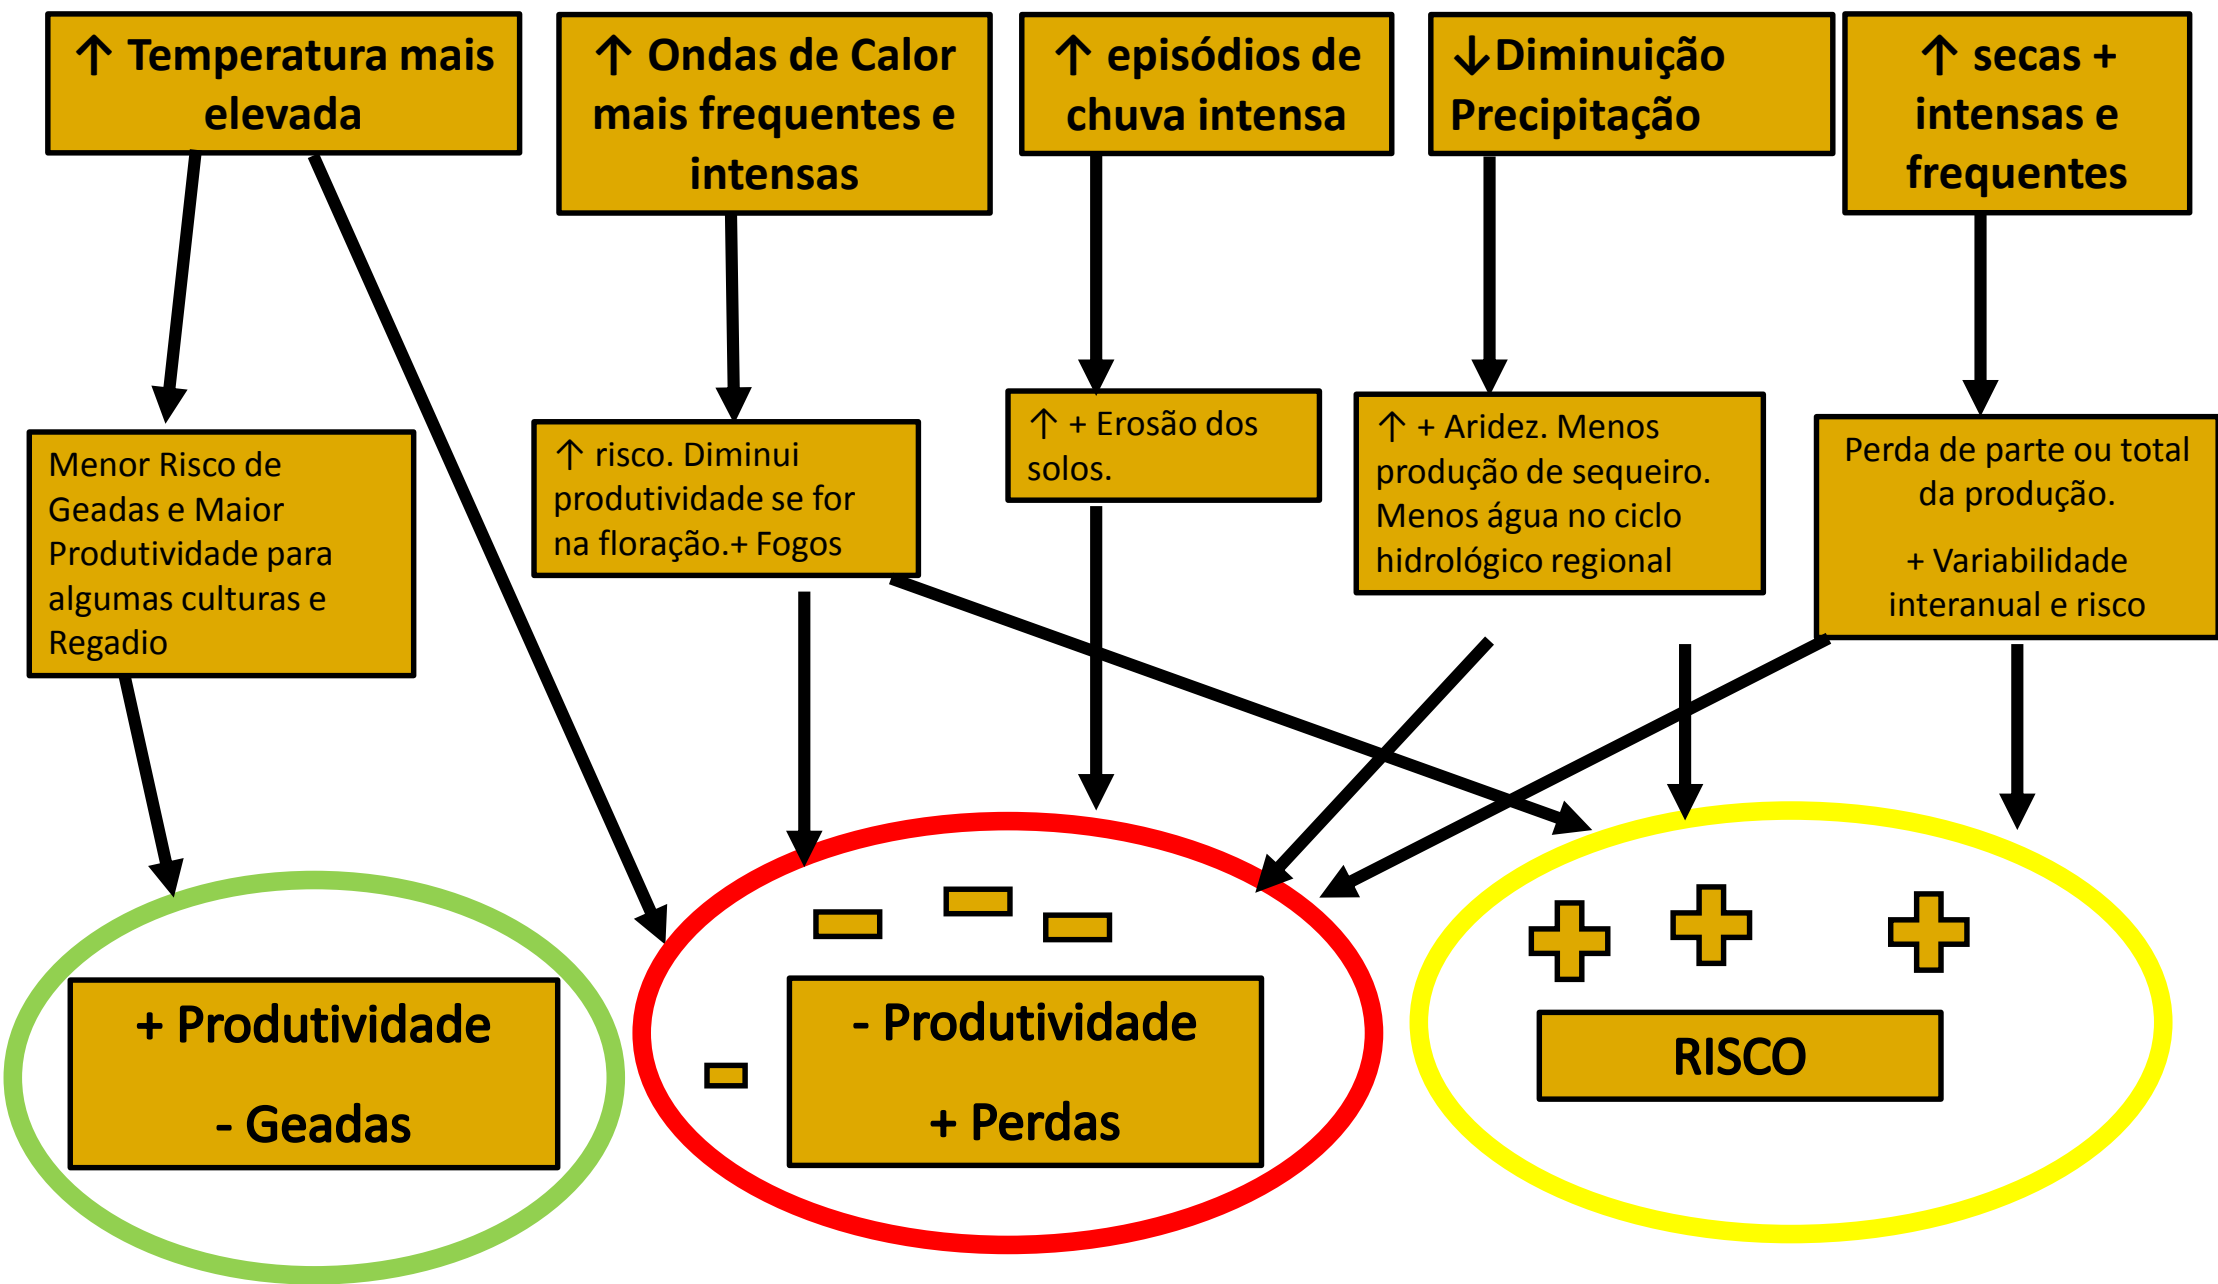 ↑ Temperatura mais
elevada
↑ Ondas de Calor
mais frequentes e
intensas
↑ episódios de
chuva intensa
↓Diminuição
Precipitação
↑ secas +
intensas e
frequentes
Menor Risco de
Geadas e Maior
Produtividade para
algumas culturas e
Regadio
↑ risco. Diminui
produtividade se for
na floração.+ Fogos
↑ + Erosão dos
solos.
↑ + Aridez. Menos
produção de sequeiro.
Menos água no ciclo
hidrológico regional
Perda de parte ou total
da produção.
+ Variabilidade
interanual e risco
+ Produtividade
- Geadas
- Produtividade
+ Perdas
RISCO